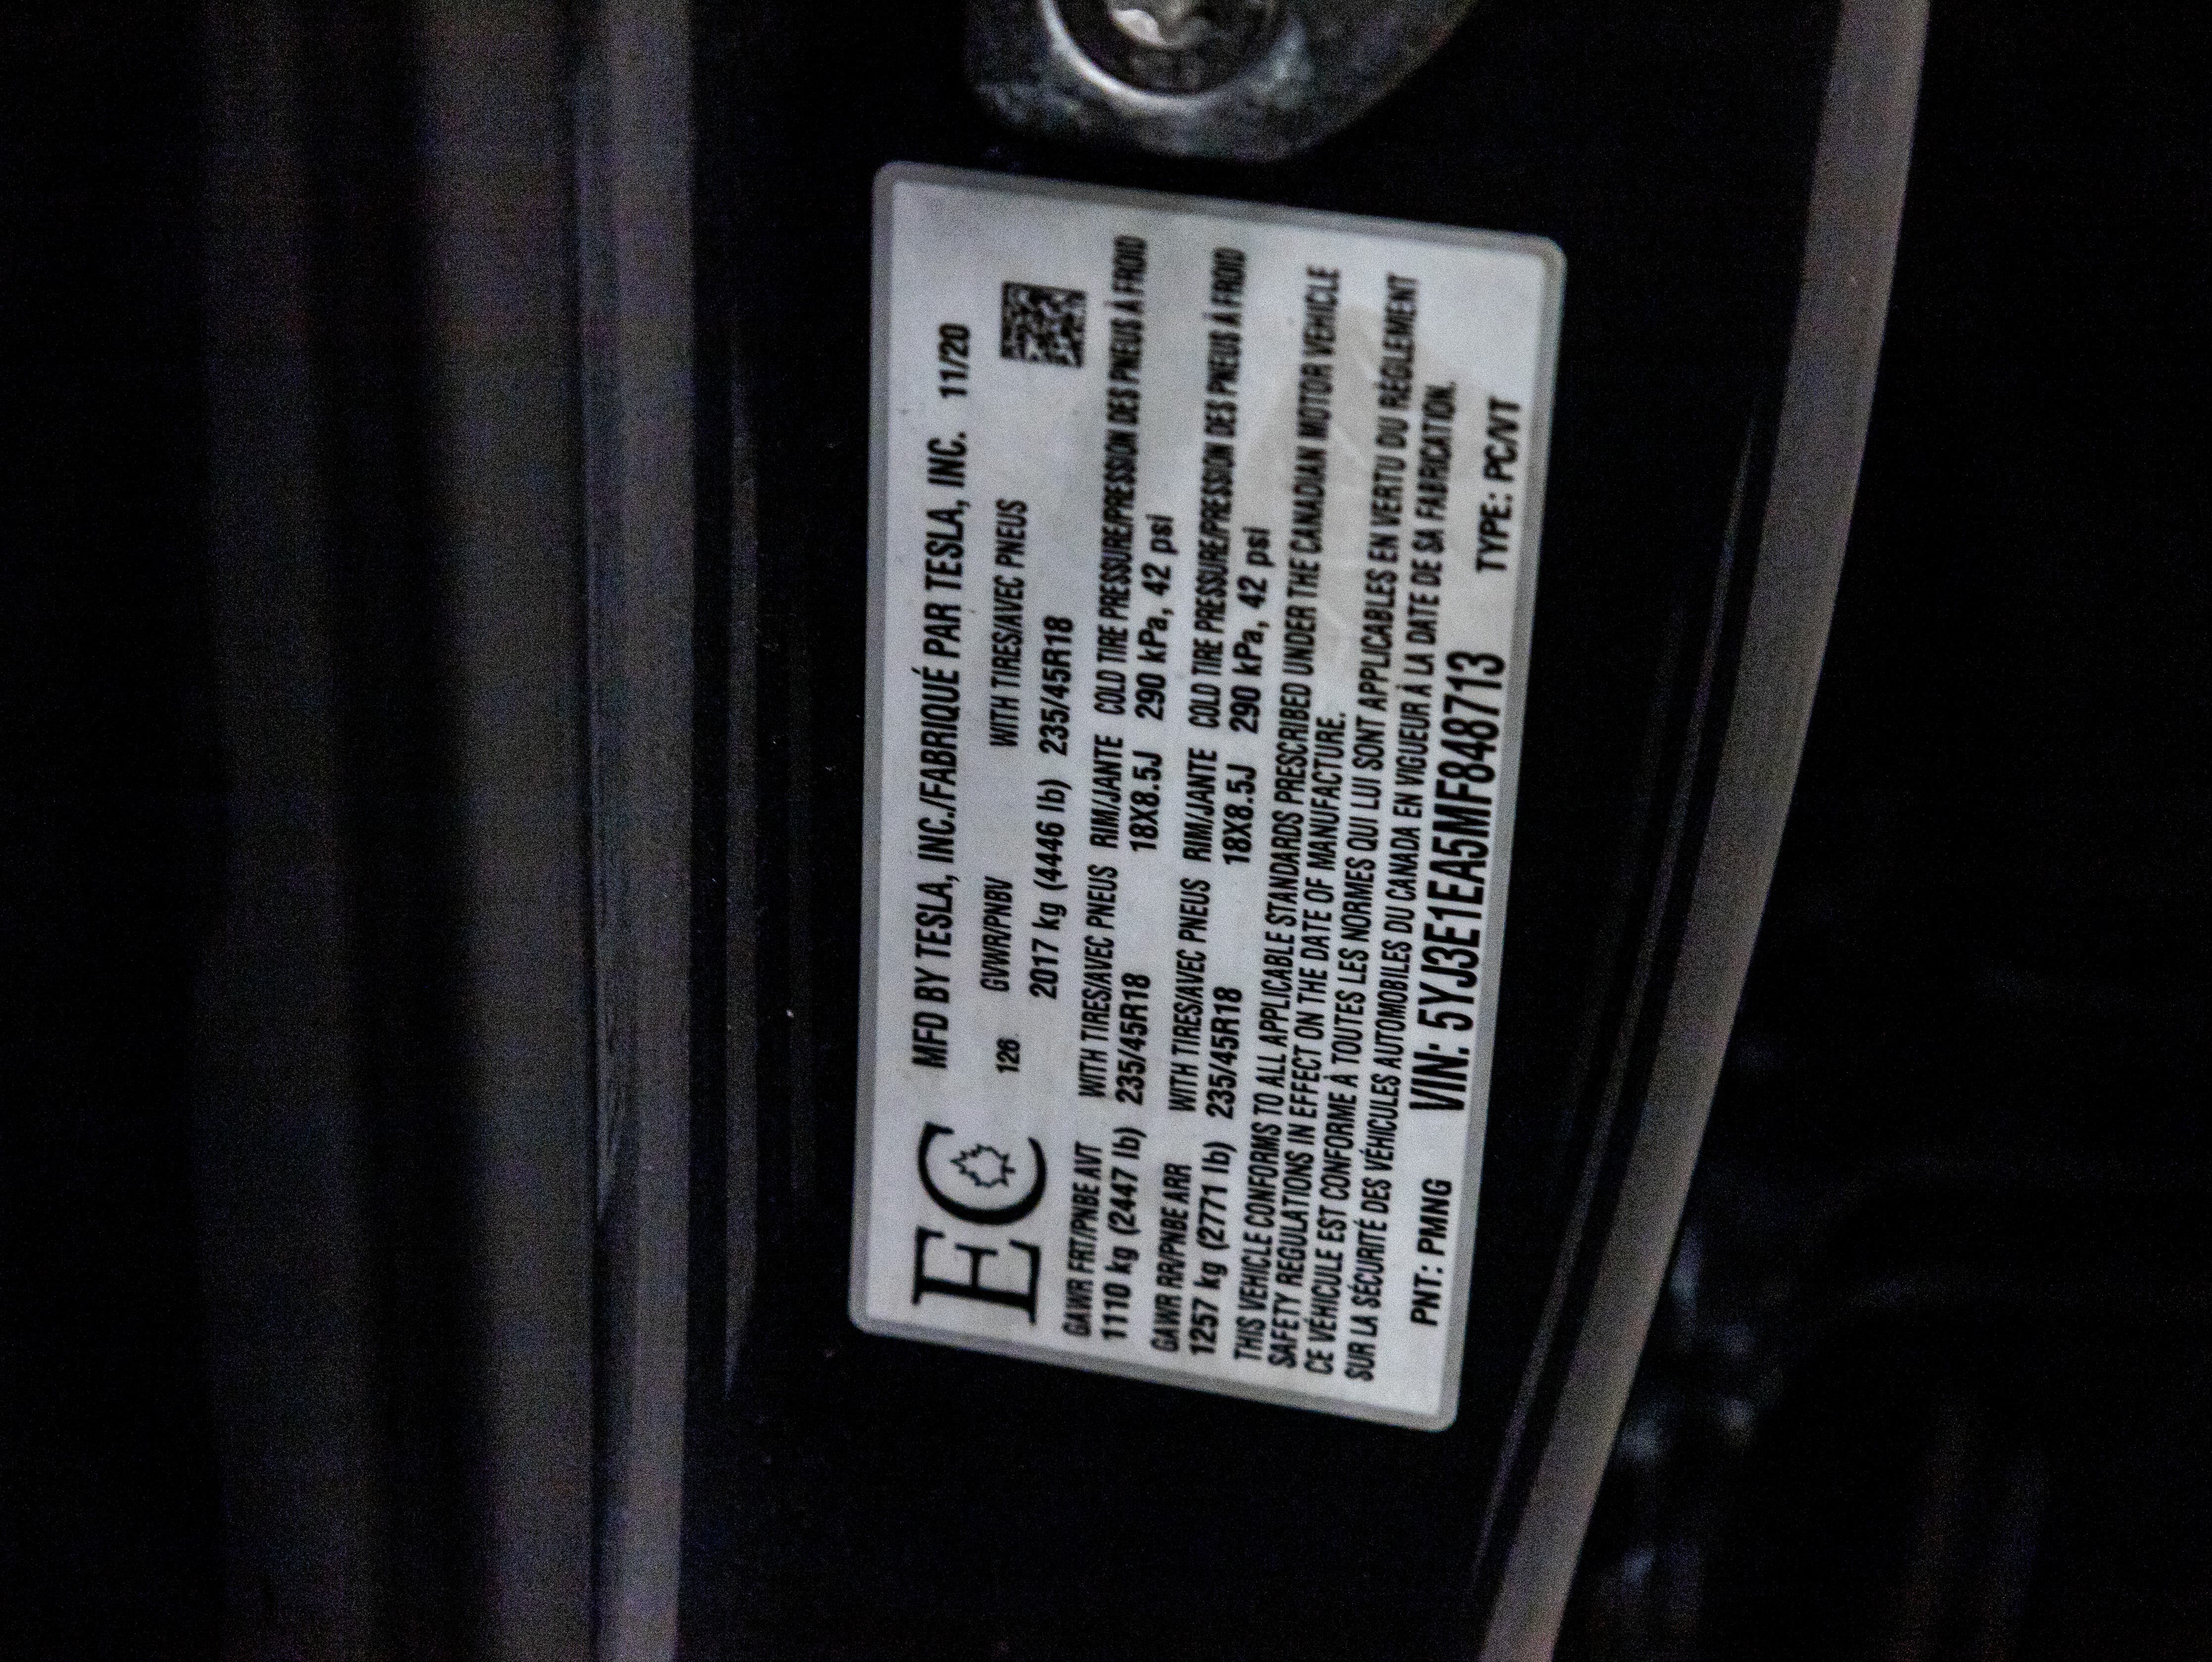 EC MFD BY TESLA, INC./FABRIQUÉ PAR TESLA, INC. 11/20
126 GVWR/PNBV WITH TIRES/AVEC PNEUS
2017 kg (4446 lb) 235/45R18
GAWR FRT/PNBE AVT WITH TIRES/AVEC PNEUS RIM/JANTE COLD TIRE PRESSURE/PRESSION DES PNEUS À FROID
1110 kg (2447 lb) 235/45R18 18X8.5J 290 kPa, 42 psi
GAWR RR/PNBE ARR WITH TIRES/AVEC PNEUS RIM/JANTE COLD TIRE PRESSURE/PRESSION DES PNEUS À FROID
1257 kg (2771 lb) 235/45R18 18X8.5J 290 kPa, 42 psi
THIS VEHICLE CONFORMS TO ALL APPLICABLE STANDARDS PRESCRIBED UNDER THE CANADIAN MOTOR VEHICLE
SAFETY REGULATIONS IN EFFECT ON THE DATE OF MANUFACTURE.
CE VÉHICULE EST CONFORME À TOUTES LES NORMES QUI LUI SONT APPLICABLES EN VERTU DU RÉGLEMENT
SUR LA SÉCURITÉ DES VÉHICULES AUTOMOBILES DU CANADA EN VIGUEUR À LA DATE DE SA FABRICATION.
PNT: PMNG VIN: 5YJ3E1EA5MF848713 TYPE: PC/VT